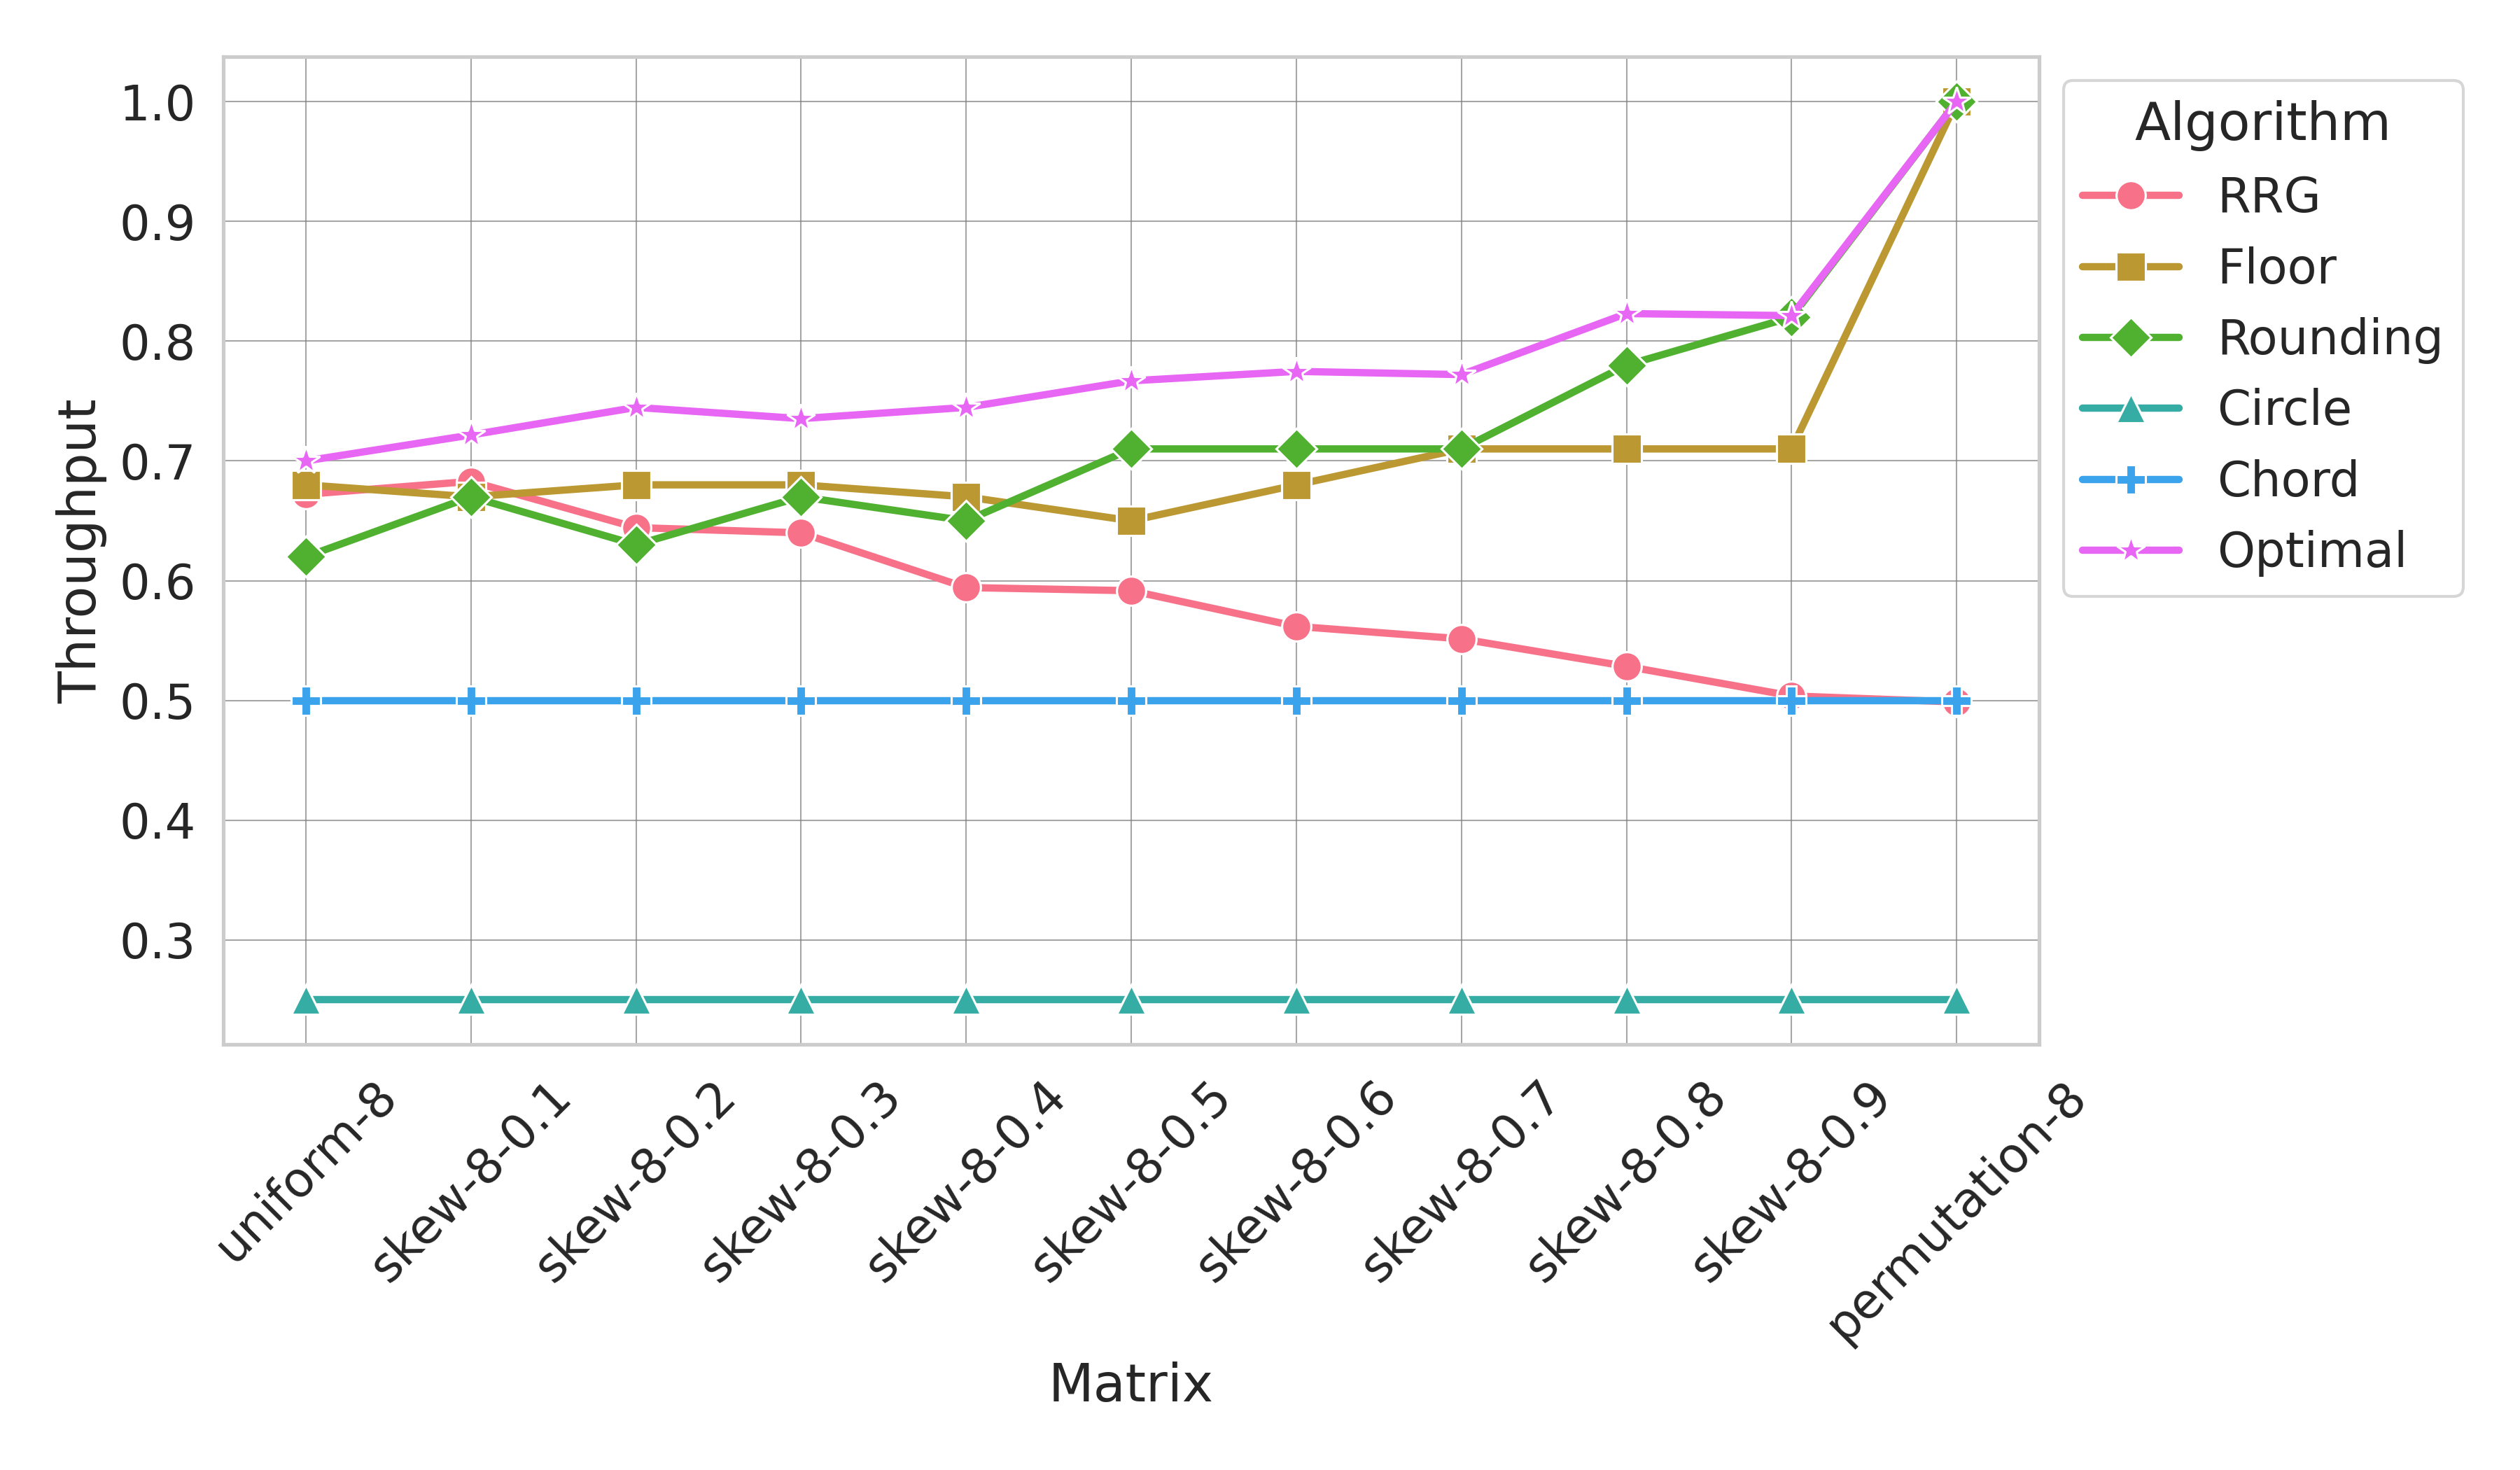 Throughput
1.0
0.9
0.8
0.7
0.6
0.5
0.4
0.3
uniform-8
skew-8-0.1
skew-8-0.2
skew-8-0.3
skew-8-0.4
skew-8-0.5
skew-8-0.6
skew-8-0.7
skew-8-0.8
skew-8-0.9
permutation-8
Matrix
Algorithm
RRG
Floor
Rounding
Circle
Chord
Optimal